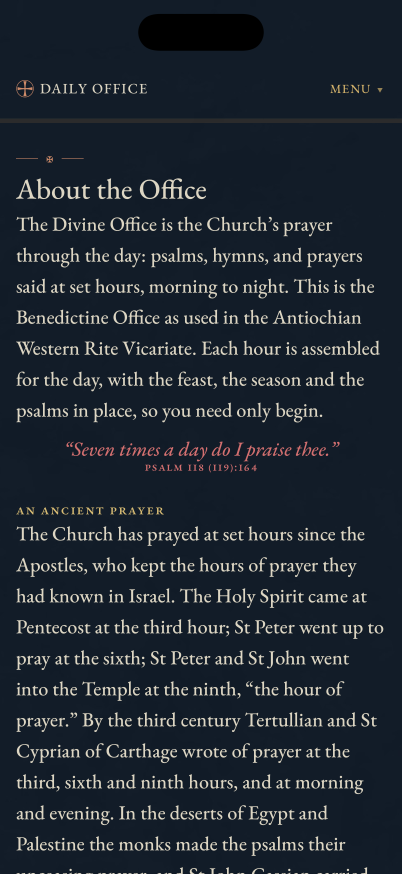 DAILY OFFICE
MENU ▼
About the Office
The Divine Office is the Church’s prayer
through the day: psalms, hymns, and prayers
said at set hours, morning to night. This is the
Benedictine Office as used in the Antiochian
Western Rite Vicariate. Each hour is assembled
for the day, with the feast, the season and the
psalms in place, so you need only begin.
“Seven times a day do I praise thee.”
PSALM 118 (119):164
AN ANCIENT PRAYER
The Church has prayed at set hours since the
Apostles, who kept the hours of prayer they
had known in Israel. The Holy Spirit came at
Pentecost at the third hour; St Peter went up to
pray at the sixth; St Peter and St John went
into the Temple at the ninth, “the hour of
prayer.” By the third century Tertullian and St
Cyprian of Carthage wrote of prayer at the
third, sixth and ninth hours, and at morning
and evening. In the deserts of Egypt and
Palestine the monks made the psalms their
unceasing prayer, and St John Cassian carried